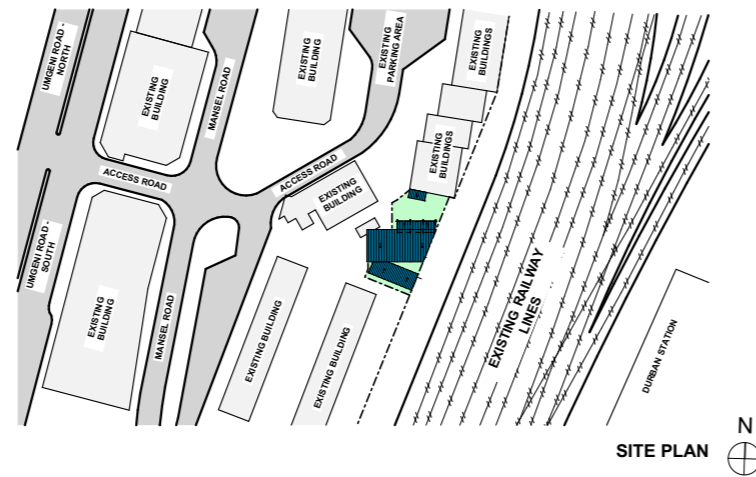 UMGENI ROAD -
NORTH
EXISTING
BUILDING
MANSEL ROAD
EXISTING
BUILDING
EXISTING
PARKING AREA
EXISTING
BUILDINGS
ACCESS ROAD
ACCESS ROAD
EXISTING
BUILDING
EXISTING
BUILDINGS
UMGENI ROAD -
SOUTH
EXISTING
BUILDING
MANSEL ROAD
EXISTING BUILDING
EXISTING BUILDING
EXISTING RAILWAY
LINES
DURBAN STATION
SITE PLAN
N